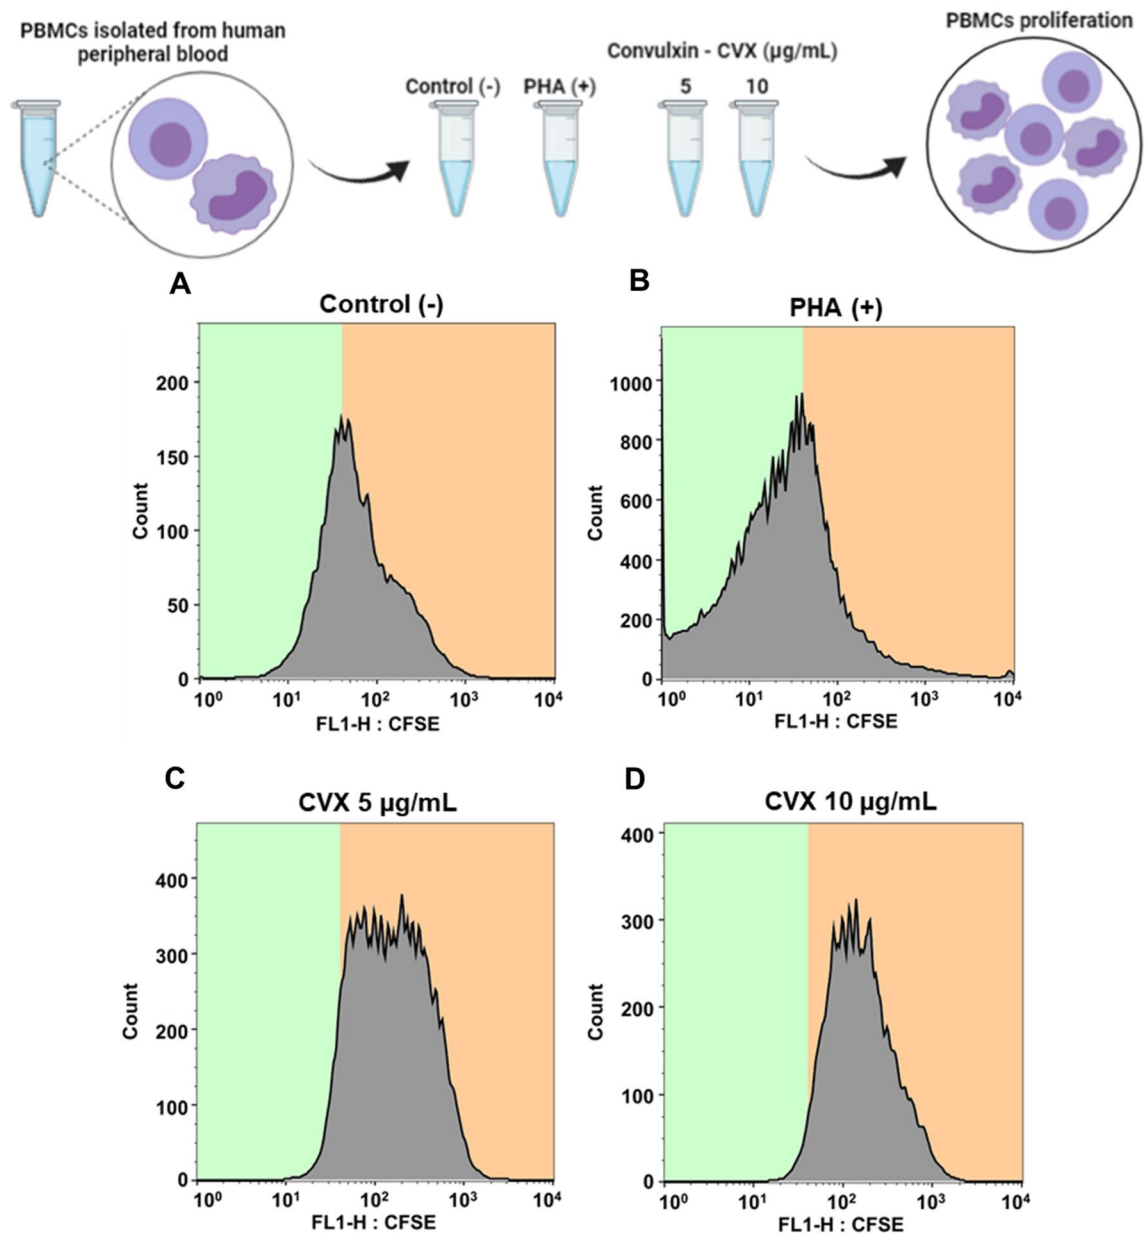 PBMCs isolated from human
peripheral blood
Control (-)
PHA (+)
Convulxin - CVX (µg/mL)
5
10
PBMCs proliferation
A
Control (-)
200
150
100
50
0
Count
10⁰
10¹
10²
10³
10⁴
FL1-H : CFSE
B
PHA (+)
1000
800
600
400
200
0
Count
10⁰
10¹
10²
10³
10⁴
FL1-H : CFSE
C
CVX 5 µg/mL
400
300
200
100
0
Count
10⁰
10¹
10²
10³
10⁴
FL1-H : CFSE
D
CVX 10 µg/mL
400
300
200
100
0
Count
10⁰
10¹
10²
10³
10⁴
FL1-H : CFSE